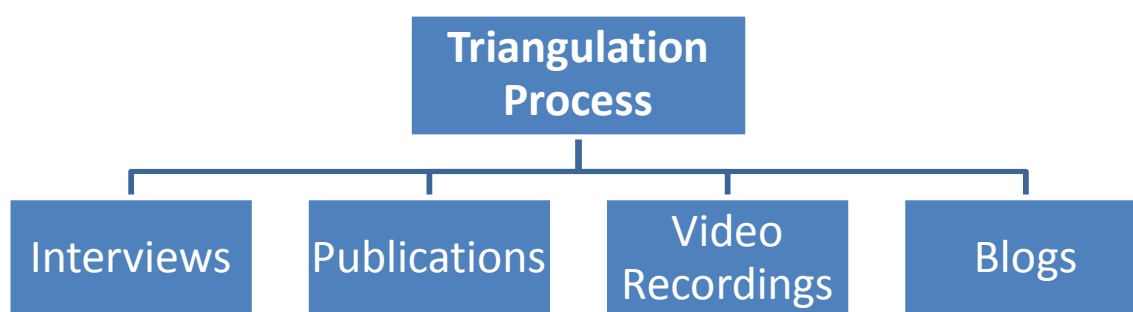 Triangulation
Process
Interviews
Publications
Video
Recordings
Blogs